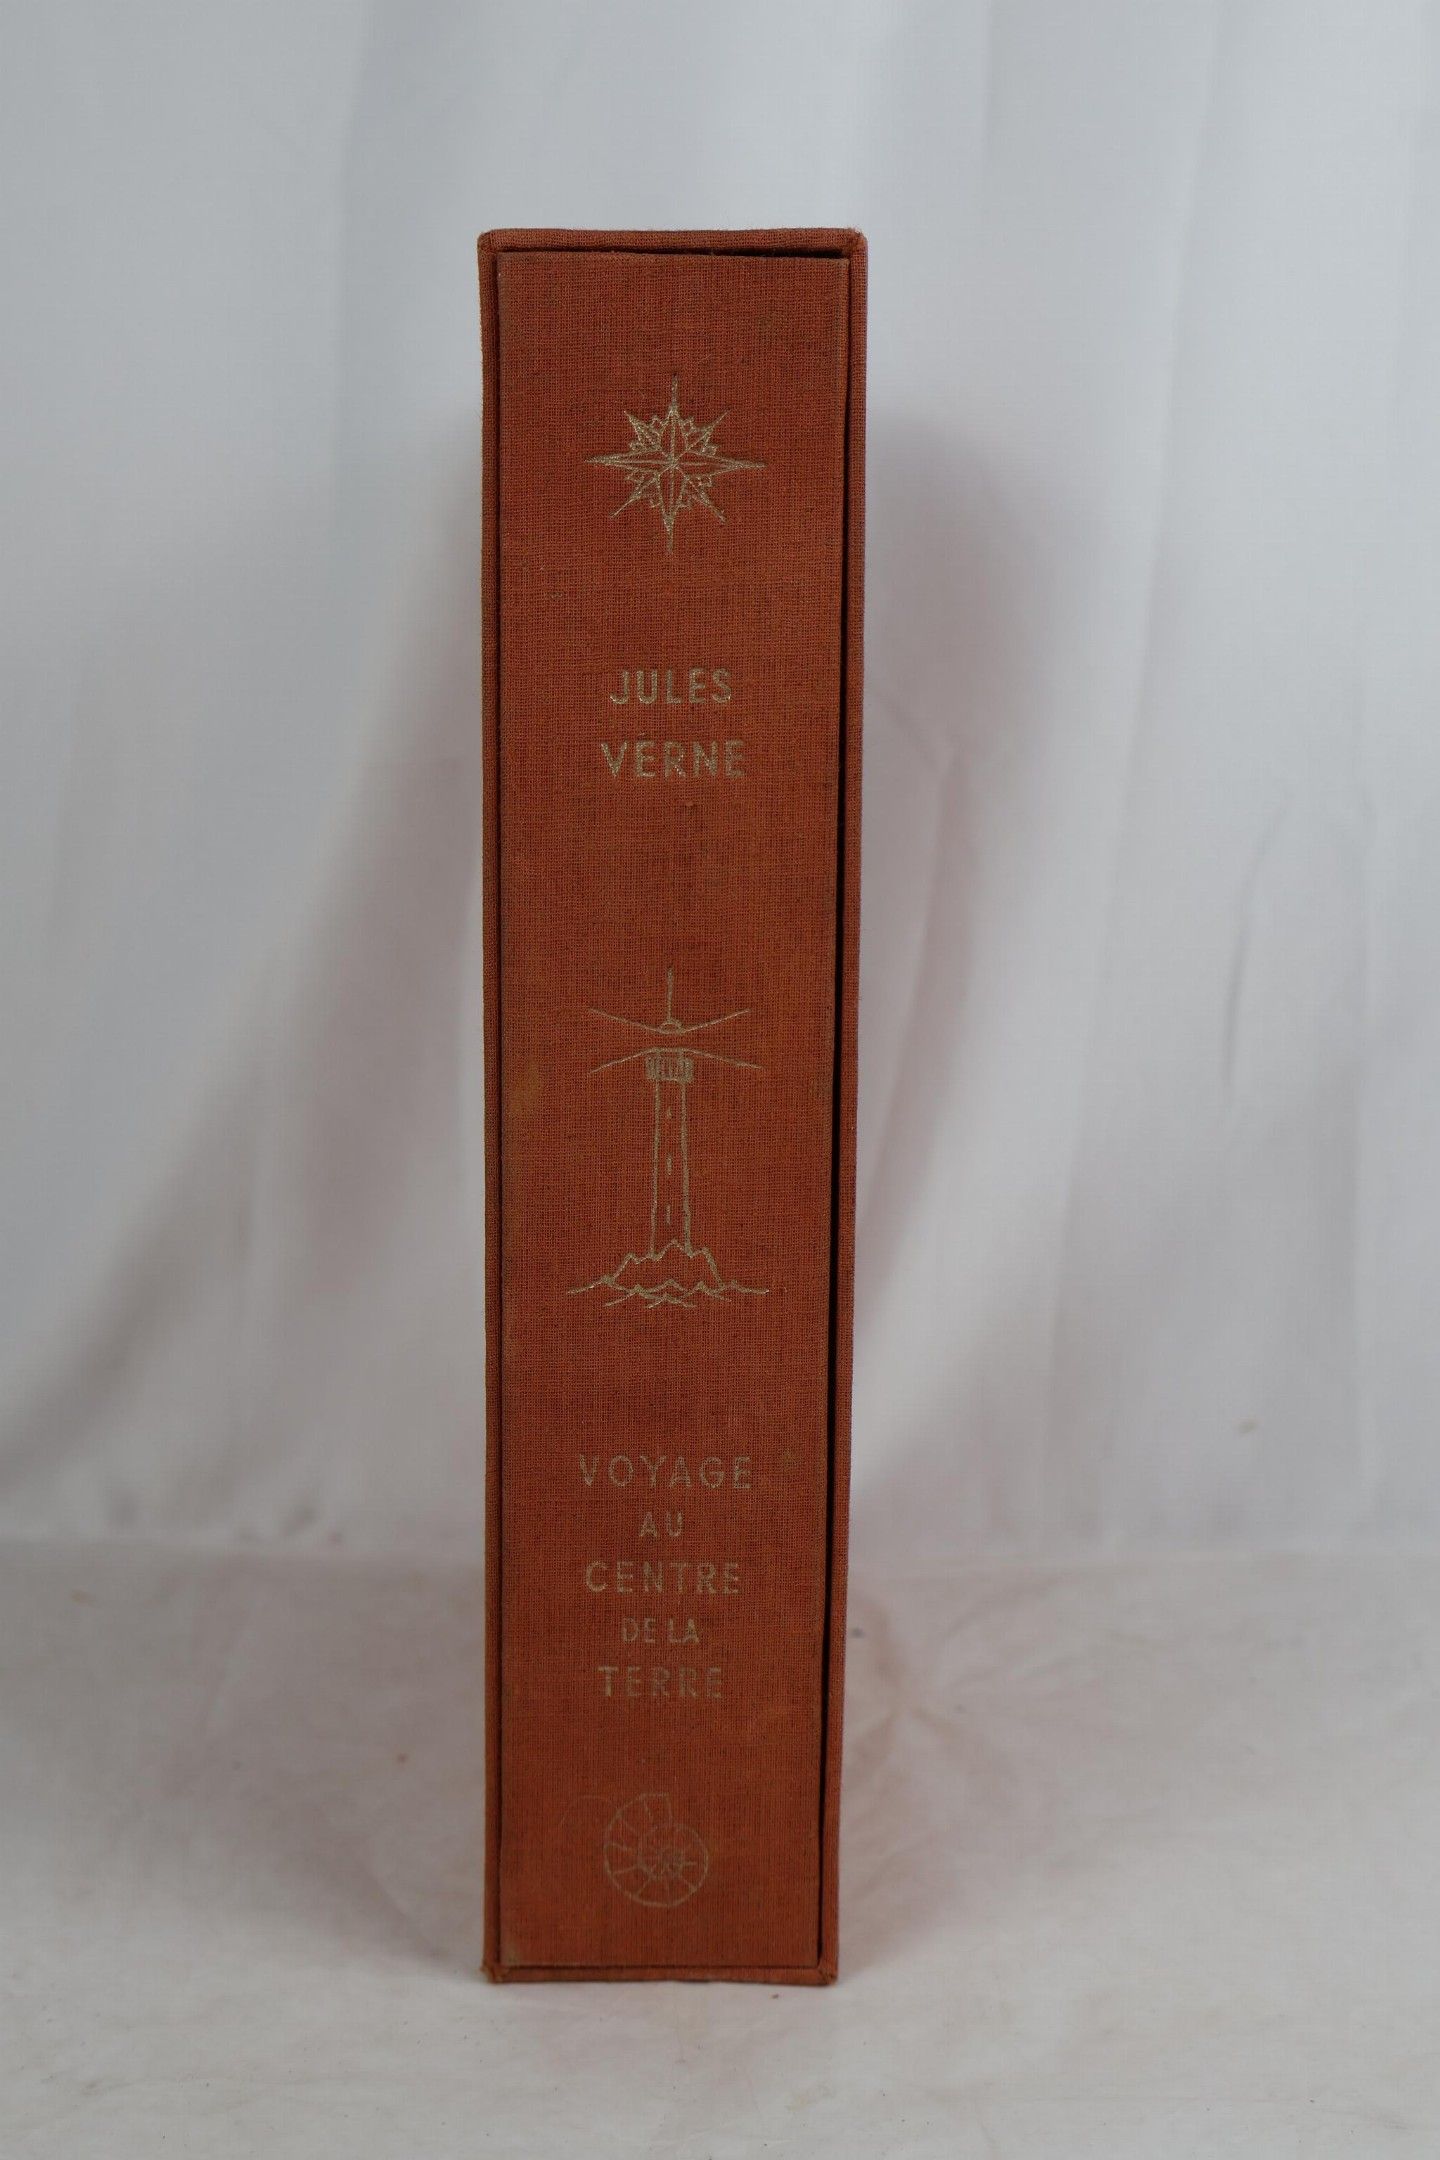 JULES
VERNE
VOYAGE
AU
CENTRE
DE LA
TERRE